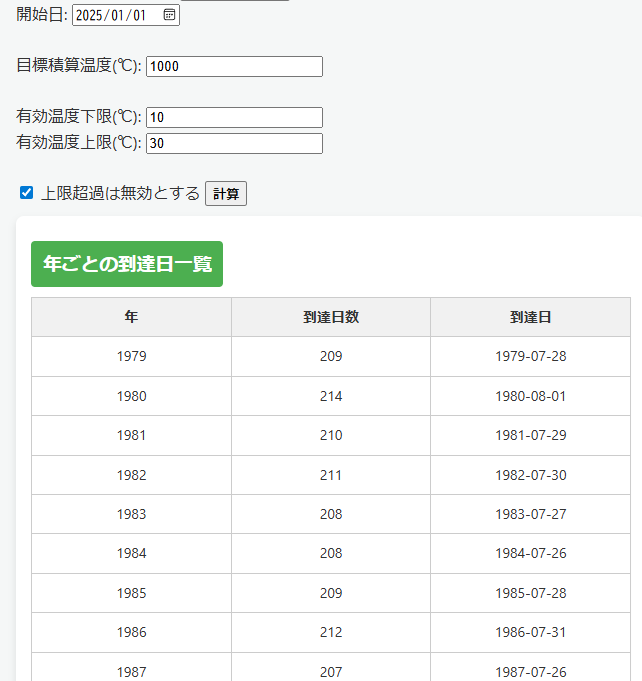 開始日: 2025/01/01
目標積算温度(℃): 1000
有効温度下限(℃): 10
有効温度上限(℃): 30
上限超過は無効とする 計算
年ごとの到達日一覧
年 到達日数 到達日
1979 209 1979-07-28
1980 214 1980-08-01
1981 210 1981-07-29
1982 211 1982-07-30
1983 208 1983-07-27
1984 208 1984-07-26
1985 209 1985-07-28
1986 212 1986-07-31
1987 207 1987-07-26